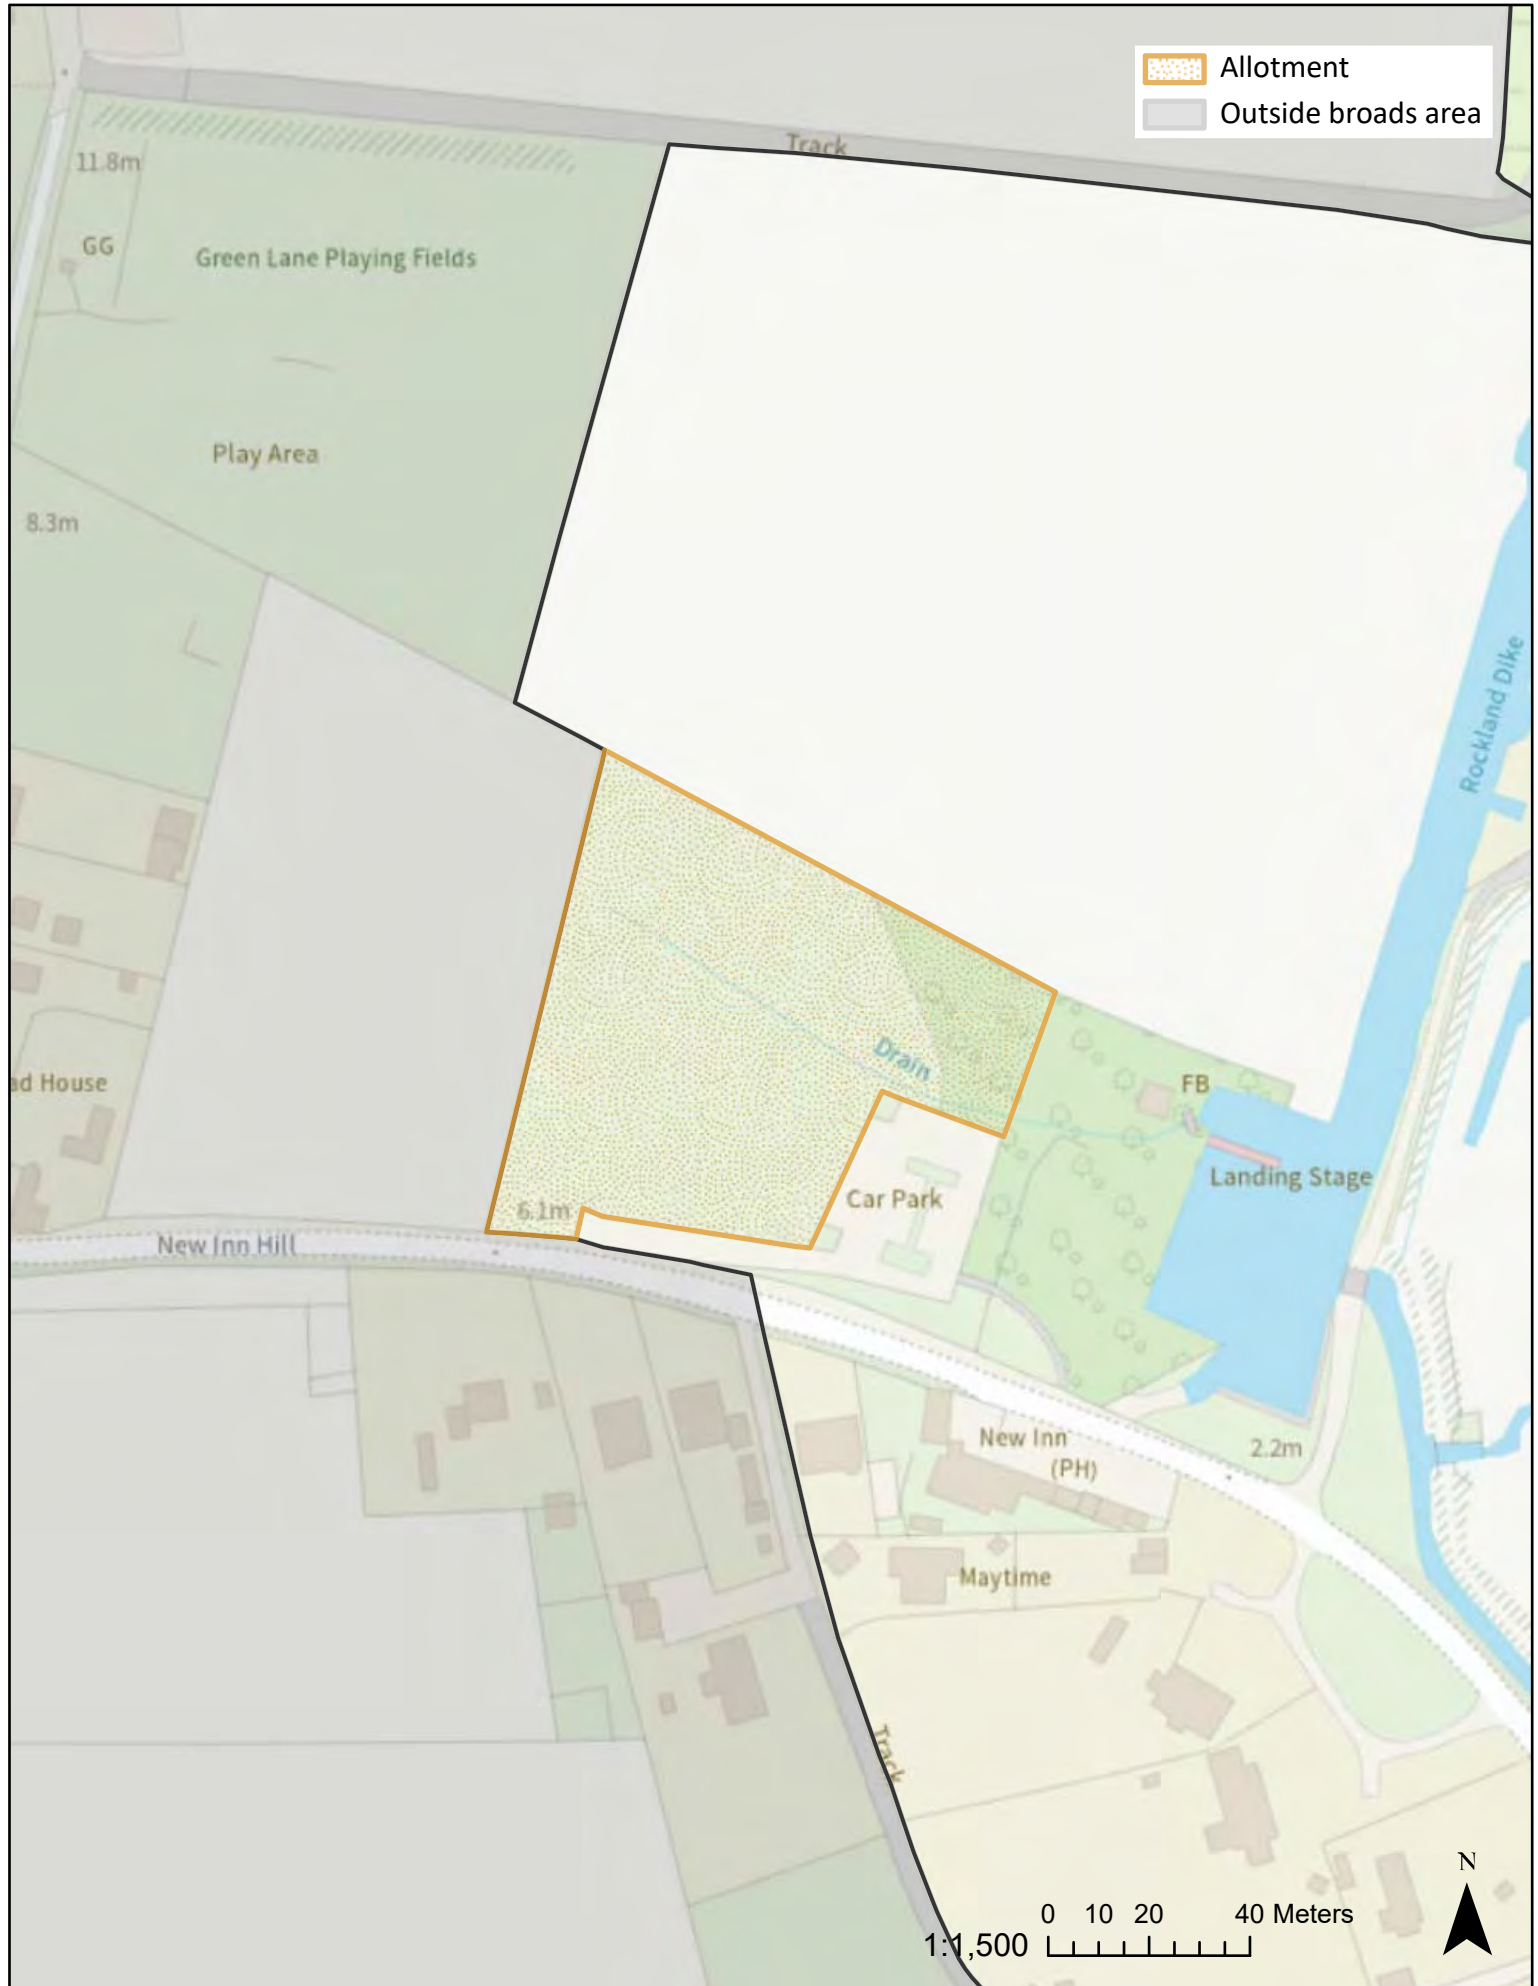 Allotment
Outside broads area
Track
11.8m
GG
Green Lane Playing Fields
Play Area
8.3m
Rockland Dike
Drain
ad House
FB
Landing Stage
Car Park
6.1m
New Inn Hill
New Inn
(PH)
2.2m
Maytime
Track
N
0 10 20 40 Meters
1:1,500